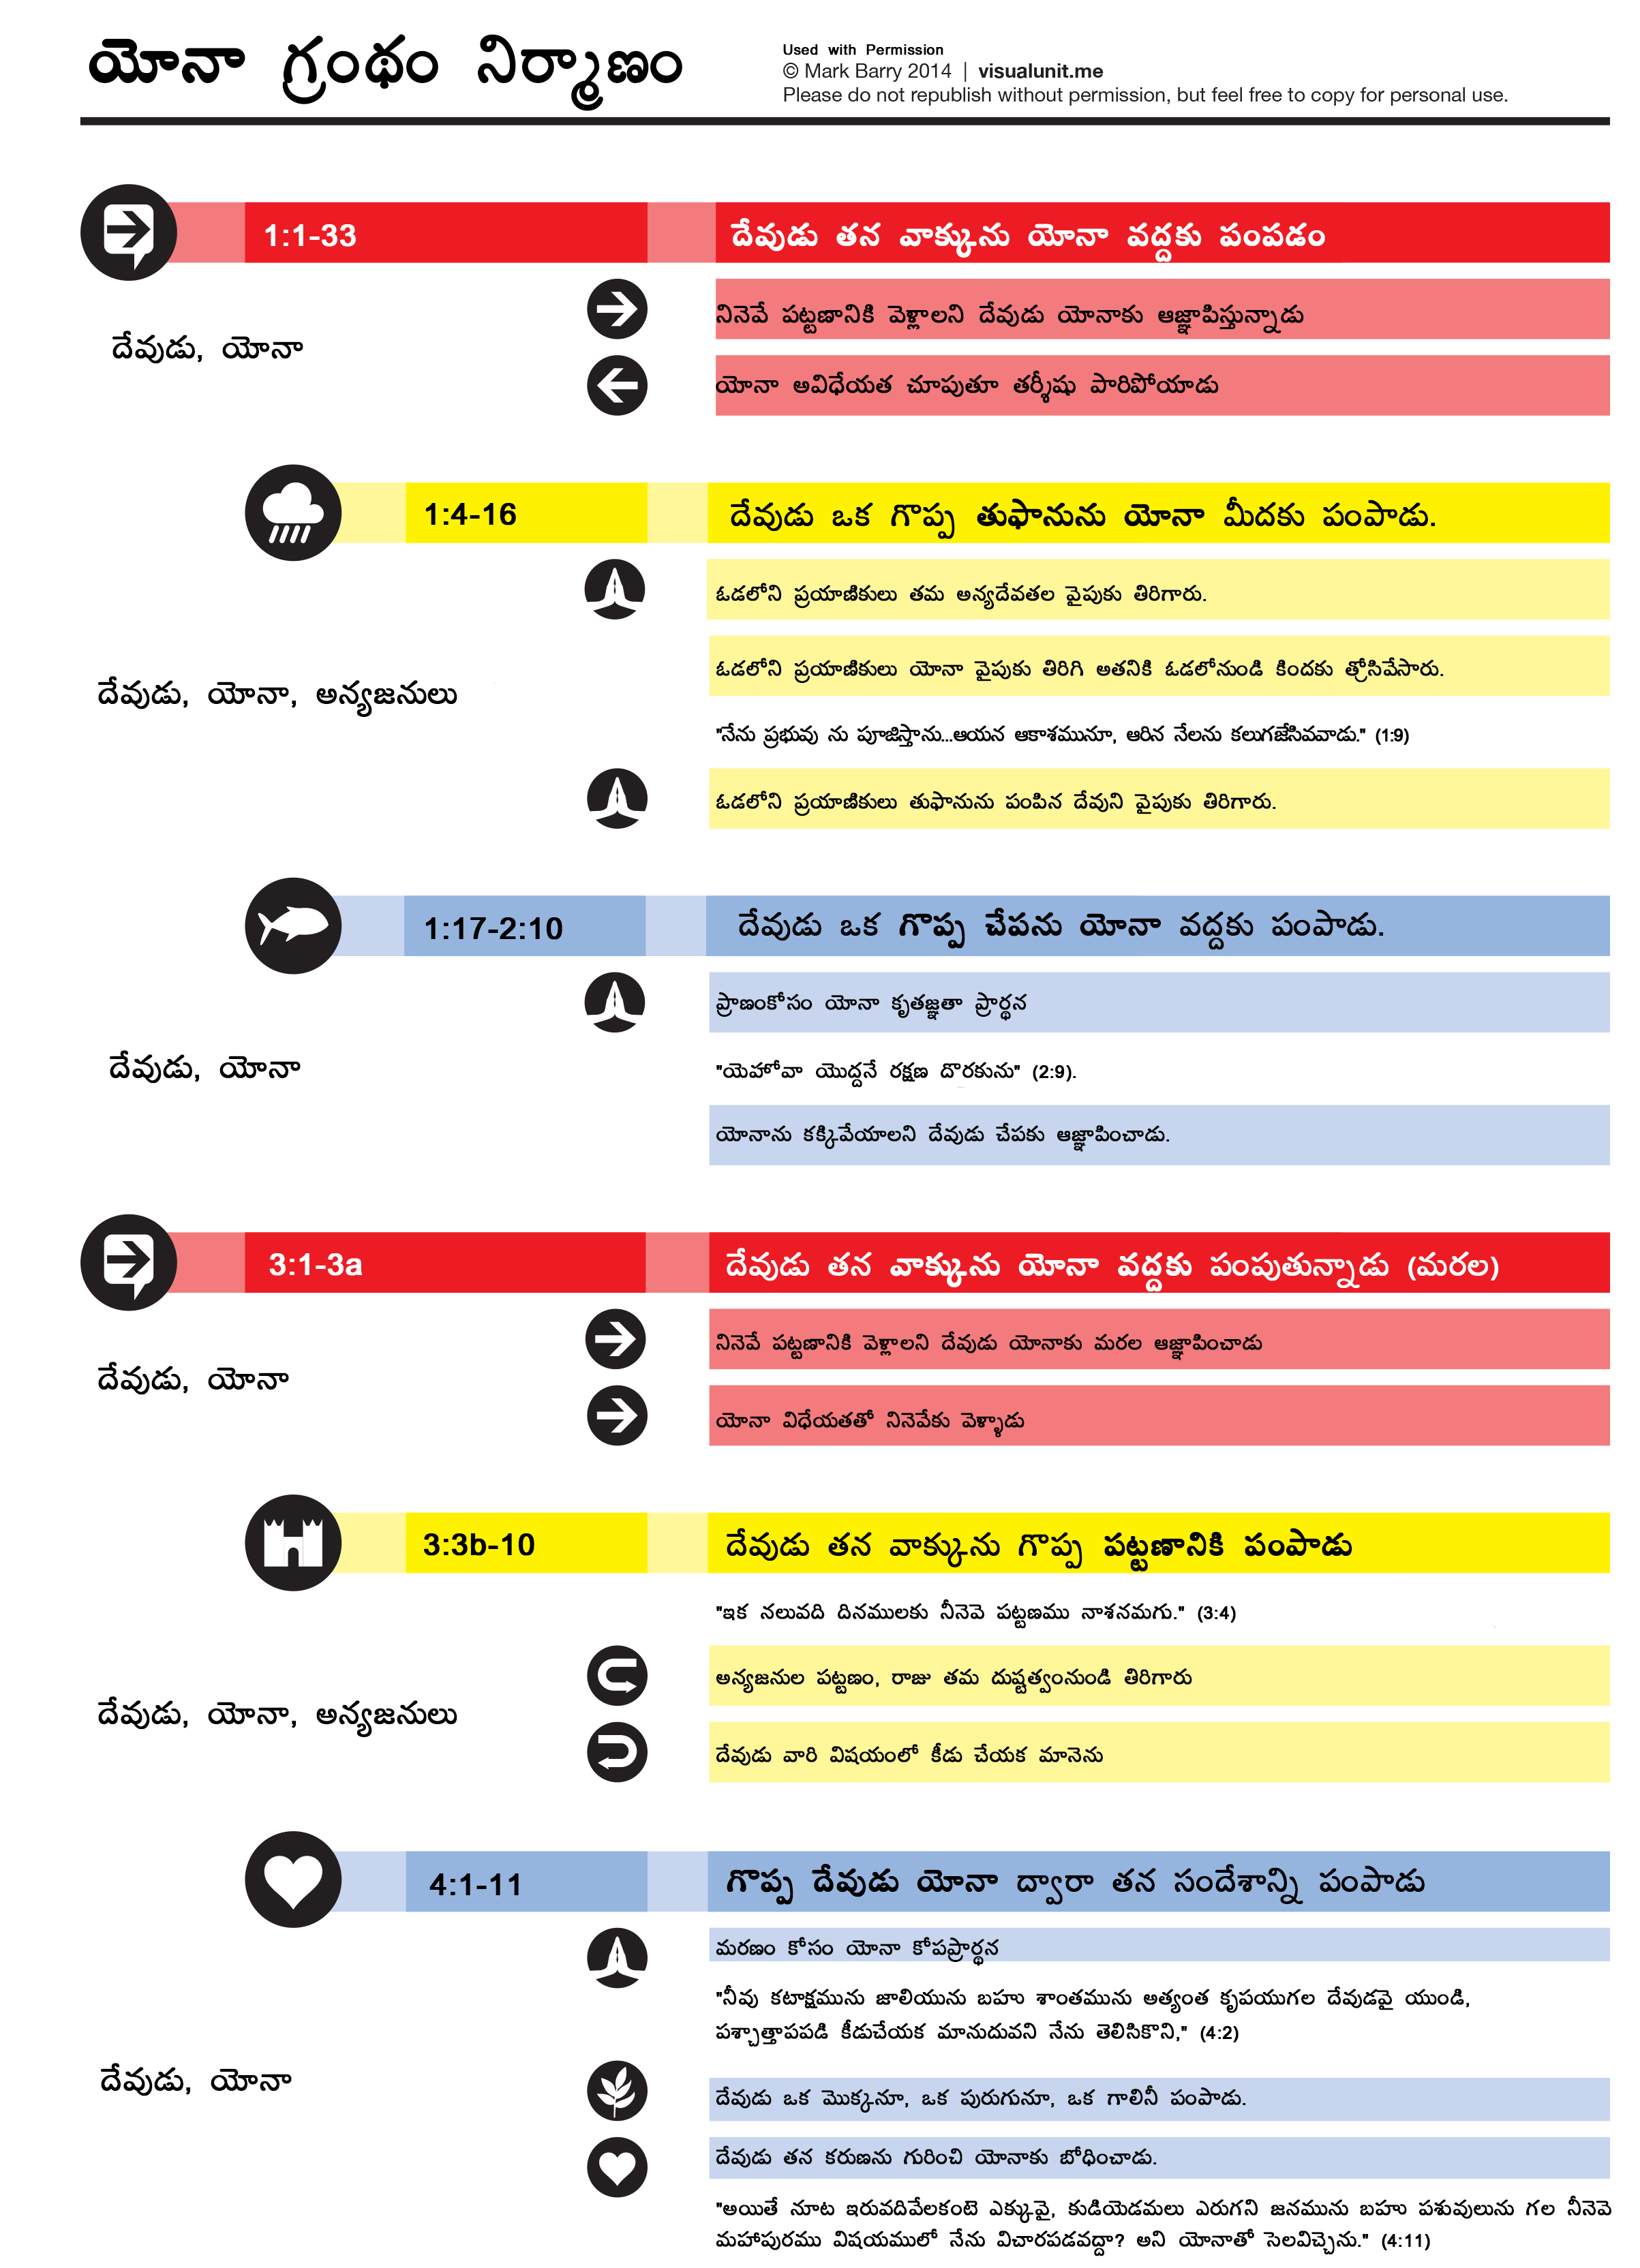 యోనా గ్రంథం నిర్మాణం
Used with Permission
© Mark Barry 2014 | visualunit.me
Please do not republish without permission, but feel free to copy for personal use.
1:1-33
దేవుడు తన వాక్కును యోనా వద్దకు పంపడం
నినెవే పట్టణానికి వెళ్లాలని దేవుడు యోనాకు ఆజ్ఞాపిస్తున్నాడు
దేవుడు, యోనా
యోనా అవిధేయత చూపుతూ తర్శీషు పారిపోయాడు
1:4-16
దేవుడు ఒక గొప్ప తుఫానును యోనా మీదకు పంపాడు.
ఓడలోని ప్రయాణికులు తమ అన్యదేవతల వైపుకు తిరిగారు.
ఓడలోని ప్రయాణికులు యోనా వైపుకు తిరిగి అతనికి ఓడలోనుండి కిందకు త్రోసివేసారు.
దేవుడు, యోనా, అన్యజనులు
"నేను ప్రభువు ను పూజిస్తాను...ఆయన ఆకాశమునూ, ఆరిన నేలను కలుగజేసివవాడు." (1:9)
ఓడలోని ప్రయాణికులు తుఫానును పంపిన దేవుని వైపుకు తిరిగారు.
1:17-2:10
దేవుడు ఒక గొప్ప చేపను యోనా వద్దకు పంపాడు.
ప్రాణంకోసం యోనా కృతజ్ఞతా ప్రార్థన
దేవుడు, యోనా
"యెహోవా యొద్దనే రక్షణ దొరకును" (2:9).
యోనాను కక్కివేయాలని దేవుడు చేపకు ఆజ్ఞాపించాడు.
3:1-3a
దేవుడు తన వాక్కును యోనా వద్దకు పంపుతున్నాడు (మరల)
నినెవే పట్టణానికి వెళ్లాలని దేవుడు యోనాకు మరల ఆజ్ఞాపించాడు
దేవుడు, యోనా
యోనా విధేయతతో నినెవేకు వెళ్ళాడు
3:3b-10
దేవుడు తన వాక్కును గొప్ప పట్టణానికి పంపాడు
"ఇక నలువది దినములకు నీనెవె పట్టణము నాశనమగు." (3:4)
అన్యజనుల పట్టణం, రాజు తమ దుష్టత్వంనుండి తిరిగారు
దేవుడు, యోనా, అన్యజనులు
దేవుడు వారి విషయంలో కీడు చేయక మానెను
4:1-11
గొప్ప దేవుడు యోనా ద్వారా తన సందేశాన్ని పంపాడు
మరణం కోసం యోనా కోపప్రార్థన
"నీవు కటాక్షమును జాలియును బహు శాంతమును అత్యంత కృపయుగల దేవుడవై యుండి,
పశ్చాత్తాపపడి కీడుచేయక మానుదువని నేను తెలిసికొని," (4:2)
దేవుడు, యోనా
దేవుడు ఒక మొక్కనూ, ఒక పురుగునూ, ఒక గాలినీ పంపాడు.
దేవుడు తన కరుణను గురించి యోనాకు బోధించాడు.
"అయితే నూట ఇరువదివేలకంటె ఎక్కువై, కుడియెడమలు ఎరుగని జనమును బహు పశువులును గల నీనెవె
మహాపురము విషయములో నేను విచారపడవద్దా? అని యోనాతో సెలవిచ్చెను." (4:11)